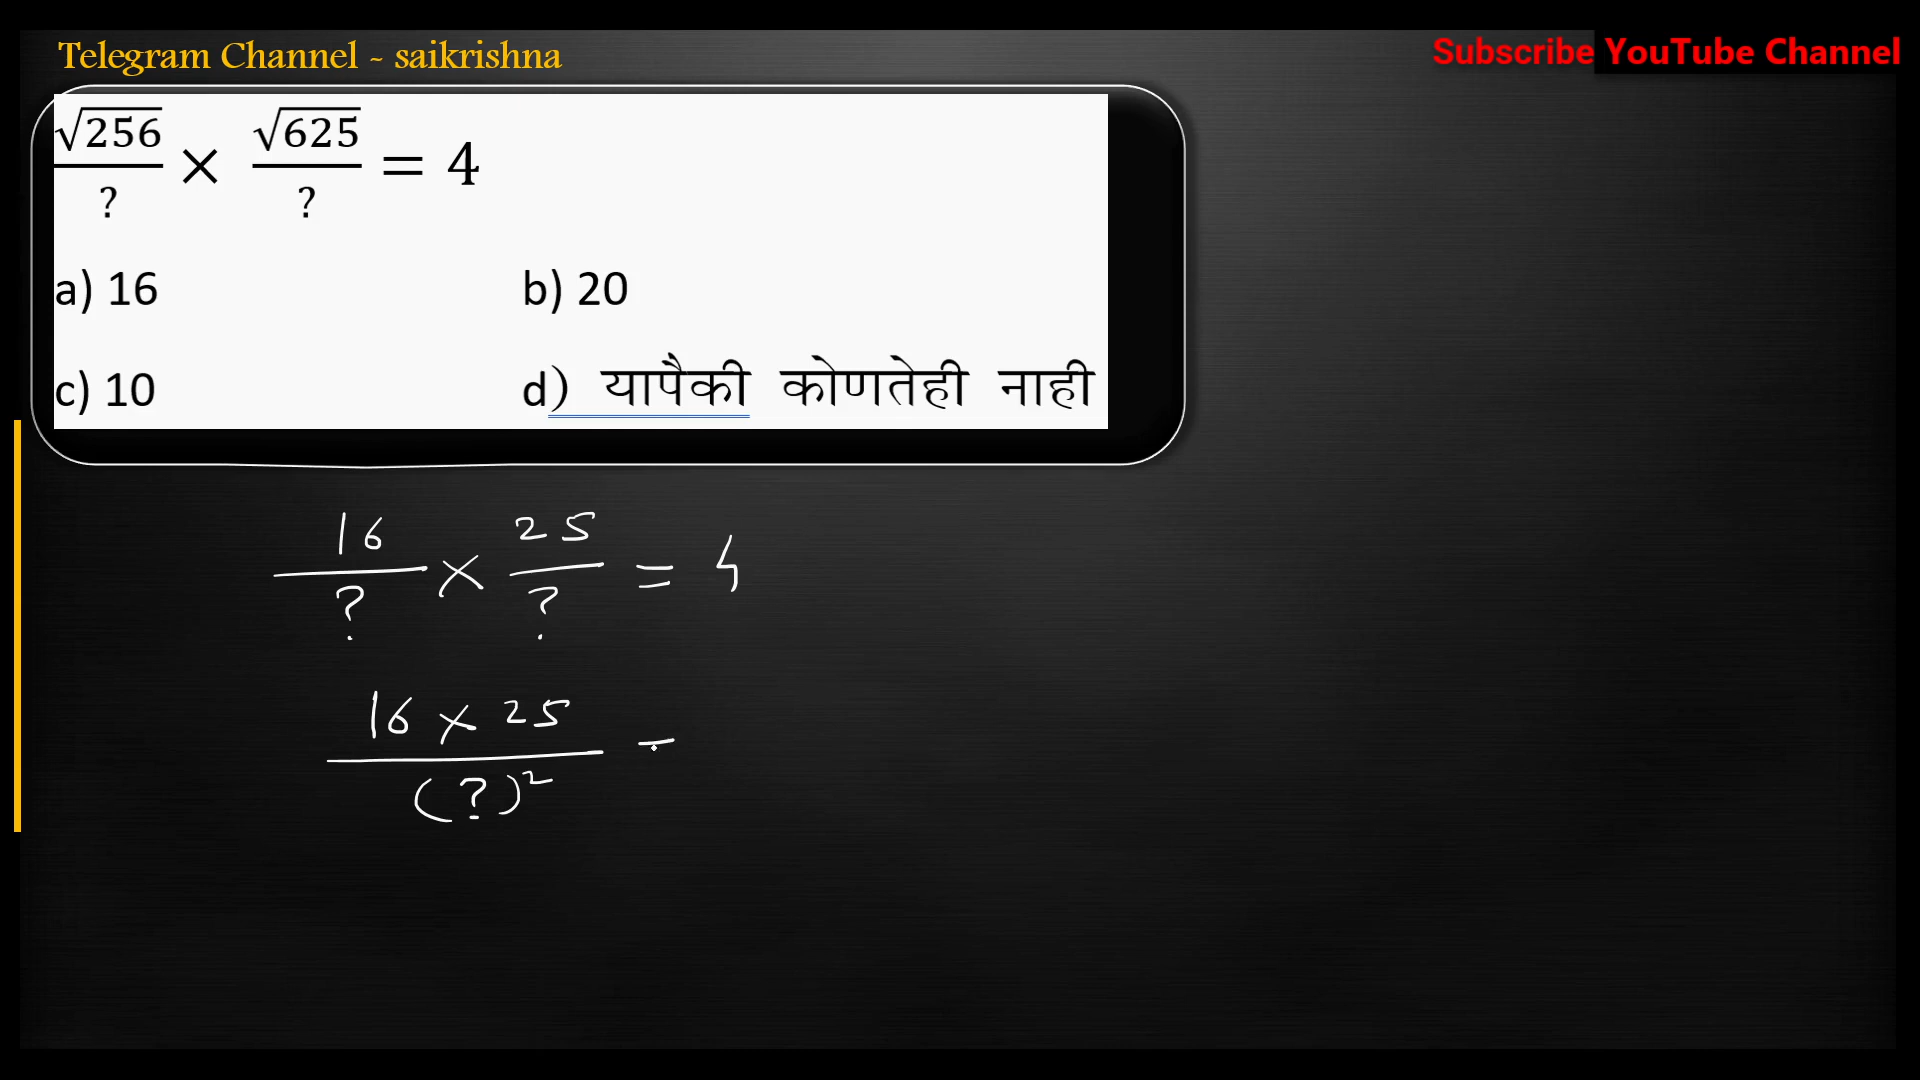 Telegram Channel - saikrishna
Subscribe YouTube Channel
√256/? × √625/? = 4
a) 16 b) 20
c) 10 d) यापैकी कोणतेही नाही
16/? × 25/? = 4
16 × 25/(?)² =